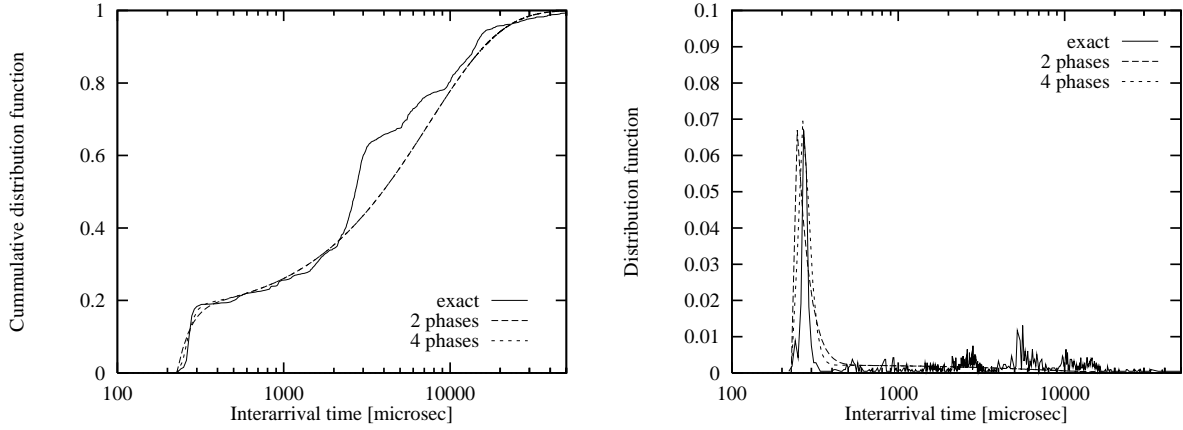 Cummulative distribution function
1
0.8
0.6
0.4
0.2
0
100
1000
10000
Interarrival time [microsec]
exact
2 phases
4 phases
Distribution function
0.1
0.09
0.08
0.07
0.06
0.05
0.04
0.03
0.02
0.01
0
100
1000
10000
Interarrival time [microsec]
exact
2 phases
4 phases